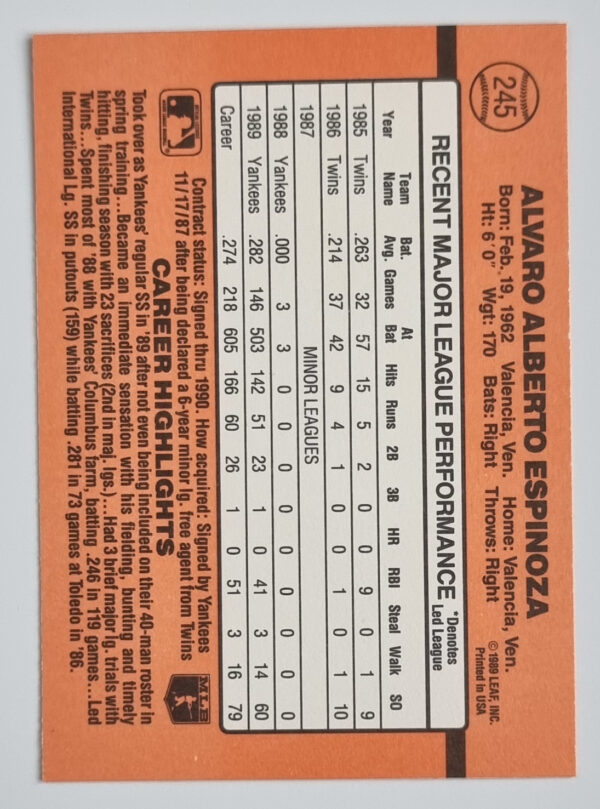 245
ALVARO ALBERTO ESPINOZA
Born: Feb. 19, 1962 Valencia, Ven. Home: Valencia, Ven.
Ht: 6'0" Wgt: 170 Bats: Right Throws: Right
© 1989 LEAF, INC.
Printed in USA
RECENT MAJOR LEAGUE PERFORMANCE *Denotes Led League
Year Team Name Bat. Avg. Games At Bat Hits Runs 2B 3B HR RBI Steal Walk SO
1985 Twins .263 32 57 15 5 2 0 0 9 0 1 9
1986 Twins .214 37 42 9 4 1 0 0 1 0 1 10
1987 MINOR LEAGUES
1988 Yankees .000 3 3 0 0 0 0 0 0 0 0 0
1989 Yankees .282 146 503 142 51 23 1 0 41 3 14 60
Career .274 218 605 166 60 26 1 0 51 3 16 79
Contract status: Signed thru 1990. How acquired: Signed by Yankees
11/17/87 after being declared a 6-year minor lg. free agent from Twins
MLB
CAREER HIGHLIGHTS
Took over as Yankees' regular SS in '89 after not even being included on their 40-man roster in
spring training...Became an immediate sensation with his fielding, bunting and timely
hitting, finishing season with 23 sacrifices (2nd in maj. lgs.)...Had 3 brief major lg. trials with
Twins...Spent most of '88 with Yankees' Columbus farm, batting .246 in 119 games...Led
International Lg. SS in putouts (159) while batting .281 in 73 games at Toledo in '86.